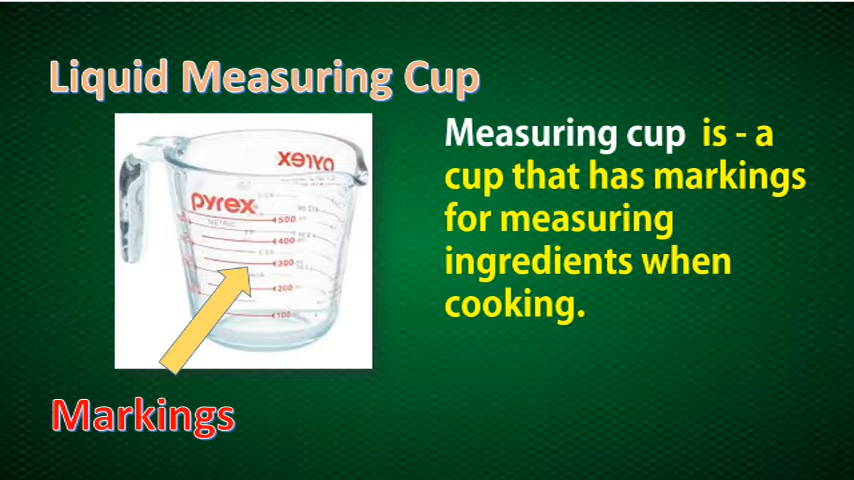 Liquid Measuring Cup
Measuring cup is - a
cup that has markings
for measuring
ingredients when
cooking.
pyrex
500
400
300
200
100
Markings